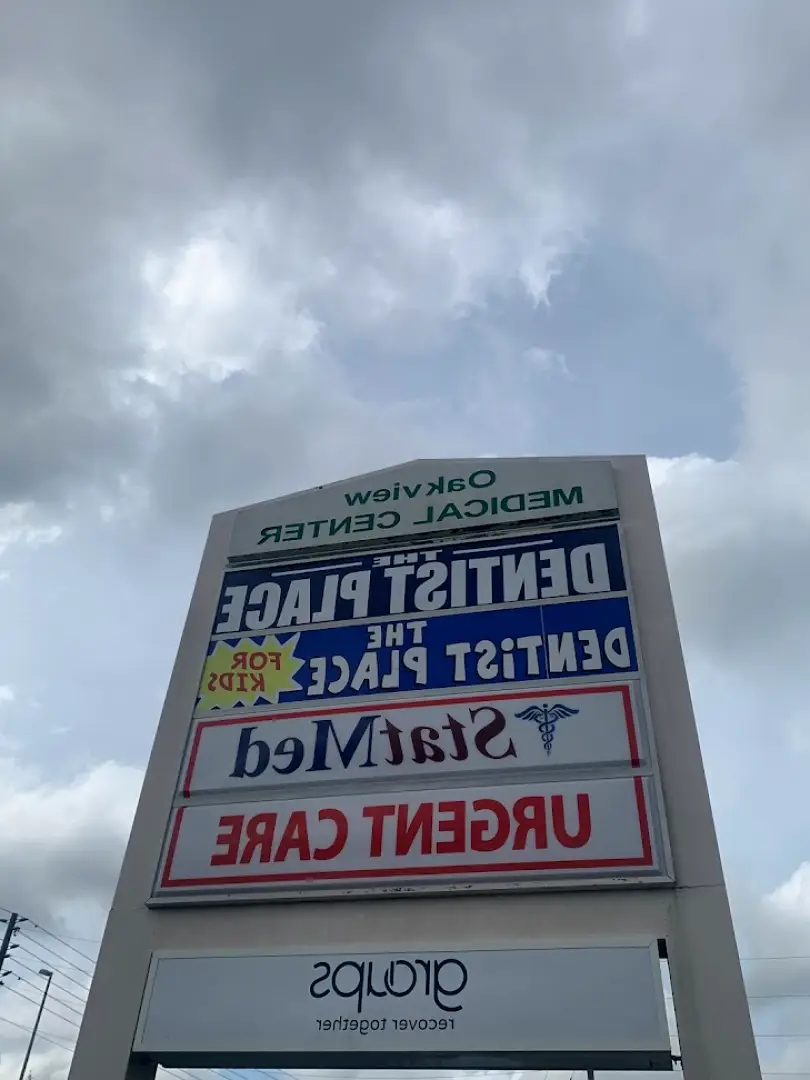 Oakview
MEDICAL CENTER
THE
DENTIST PLACE
THE
DENTiST PLACE
FOR
KIDS
StatMed
URGENT CARE
groups
recover together